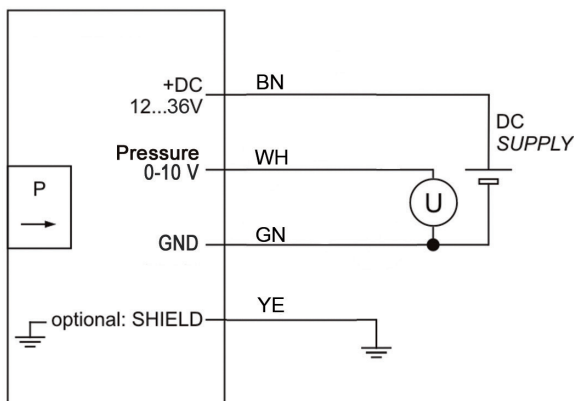 +DC
12...36V
BN
DC
SUPPLY
Pressure
0-10 V
WH
P
U
GND
GN
optional: SHIELD
YE